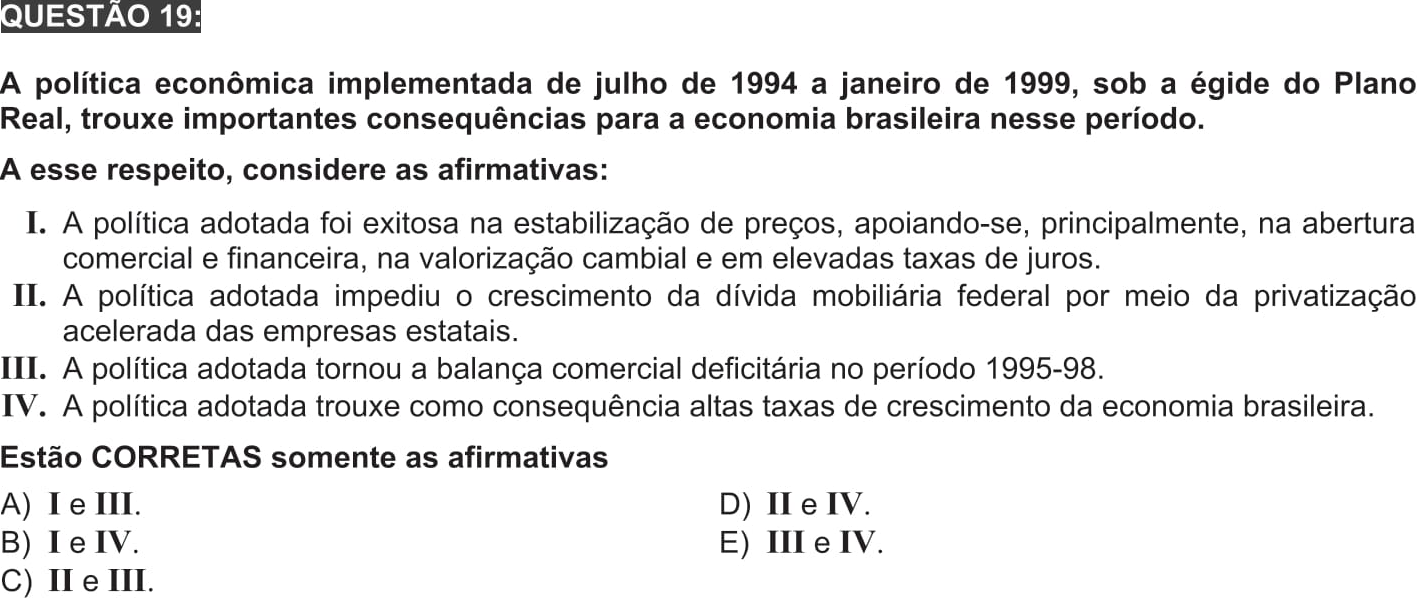 QUESTÃO 19:
A política econômica implementada de julho de 1994 a janeiro de 1999, sob a égide do Plano
Real, trouxe importantes consequências para a economia brasileira nesse período.
A esse respeito, considere as afirmativas:
I. A política adotada foi exitosa na estabilização de preços, apoiando-se, principalmente, na abertura
comercial e financeira, na valorização cambial e em elevadas taxas de juros.
II. A política adotada impediu o crescimento da dívida mobiliária federal por meio da privatização
acelerada das empresas estatais.
III. A política adotada tornou a balança comercial deficitária no período 1995-98.
IV. A política adotada trouxe como consequência altas taxas de crescimento da economia brasileira.
Estão CORRETAS somente as afirmativas
A) I e III.
B) I e IV.
C) II e III.
D) II e IV.
E) III e IV.